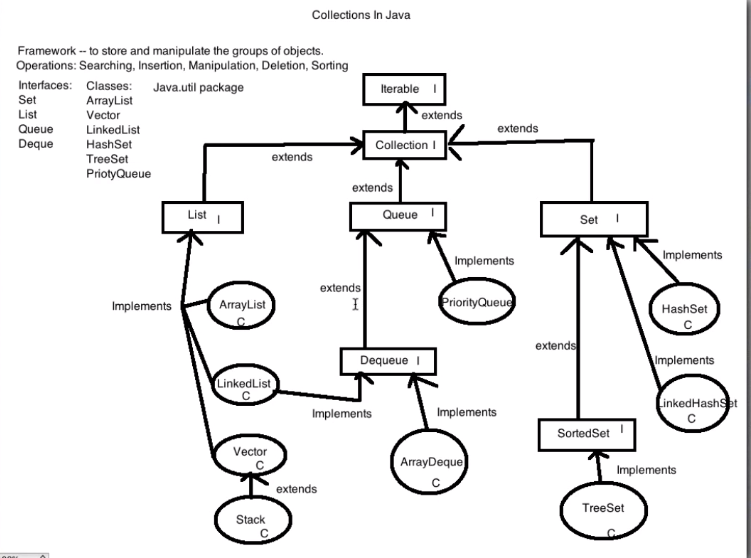 Collections In Java
Framework -- to store and manipulate the groups of objects.
Operations: Searching, Insertion, Manipulation, Deletion, Sorting
Interfaces: Classes: Java.util package
Set ArrayList
List Vector
Queue LinkedList
Deque HashSet
TreeSet
PriotyQueue
Iterable I
extends
Collection I
extends
extends
extends
List I
Queue I
Set I
Implements
Implements
extends
Implements
ArrayList
C
PriorityQueue
HashSet
C
extends
Dequeue I
Implements
LinkedList
C
Implements
Implements
LinkedHashSet
C
SortedSet I
Vector
C
ArrayDeque
C
Implements
extends
Stack
C
TreeSet
C